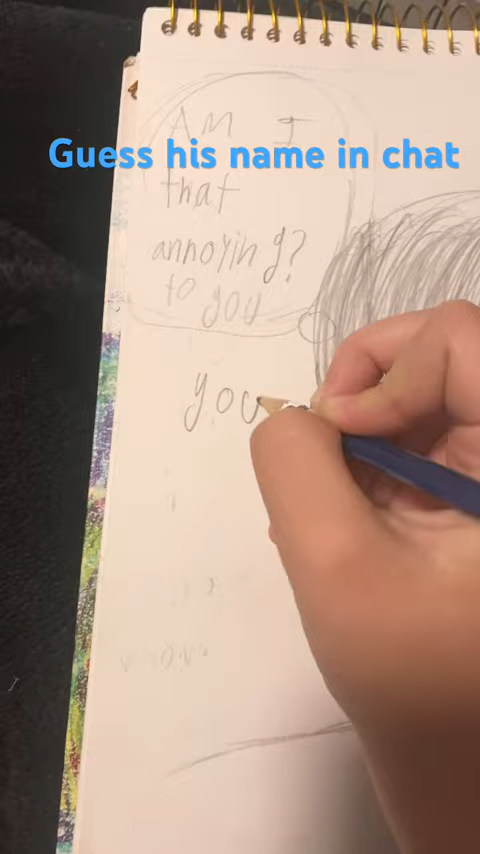 Guess his name in chat
AM I
that
annoying?
to you
you